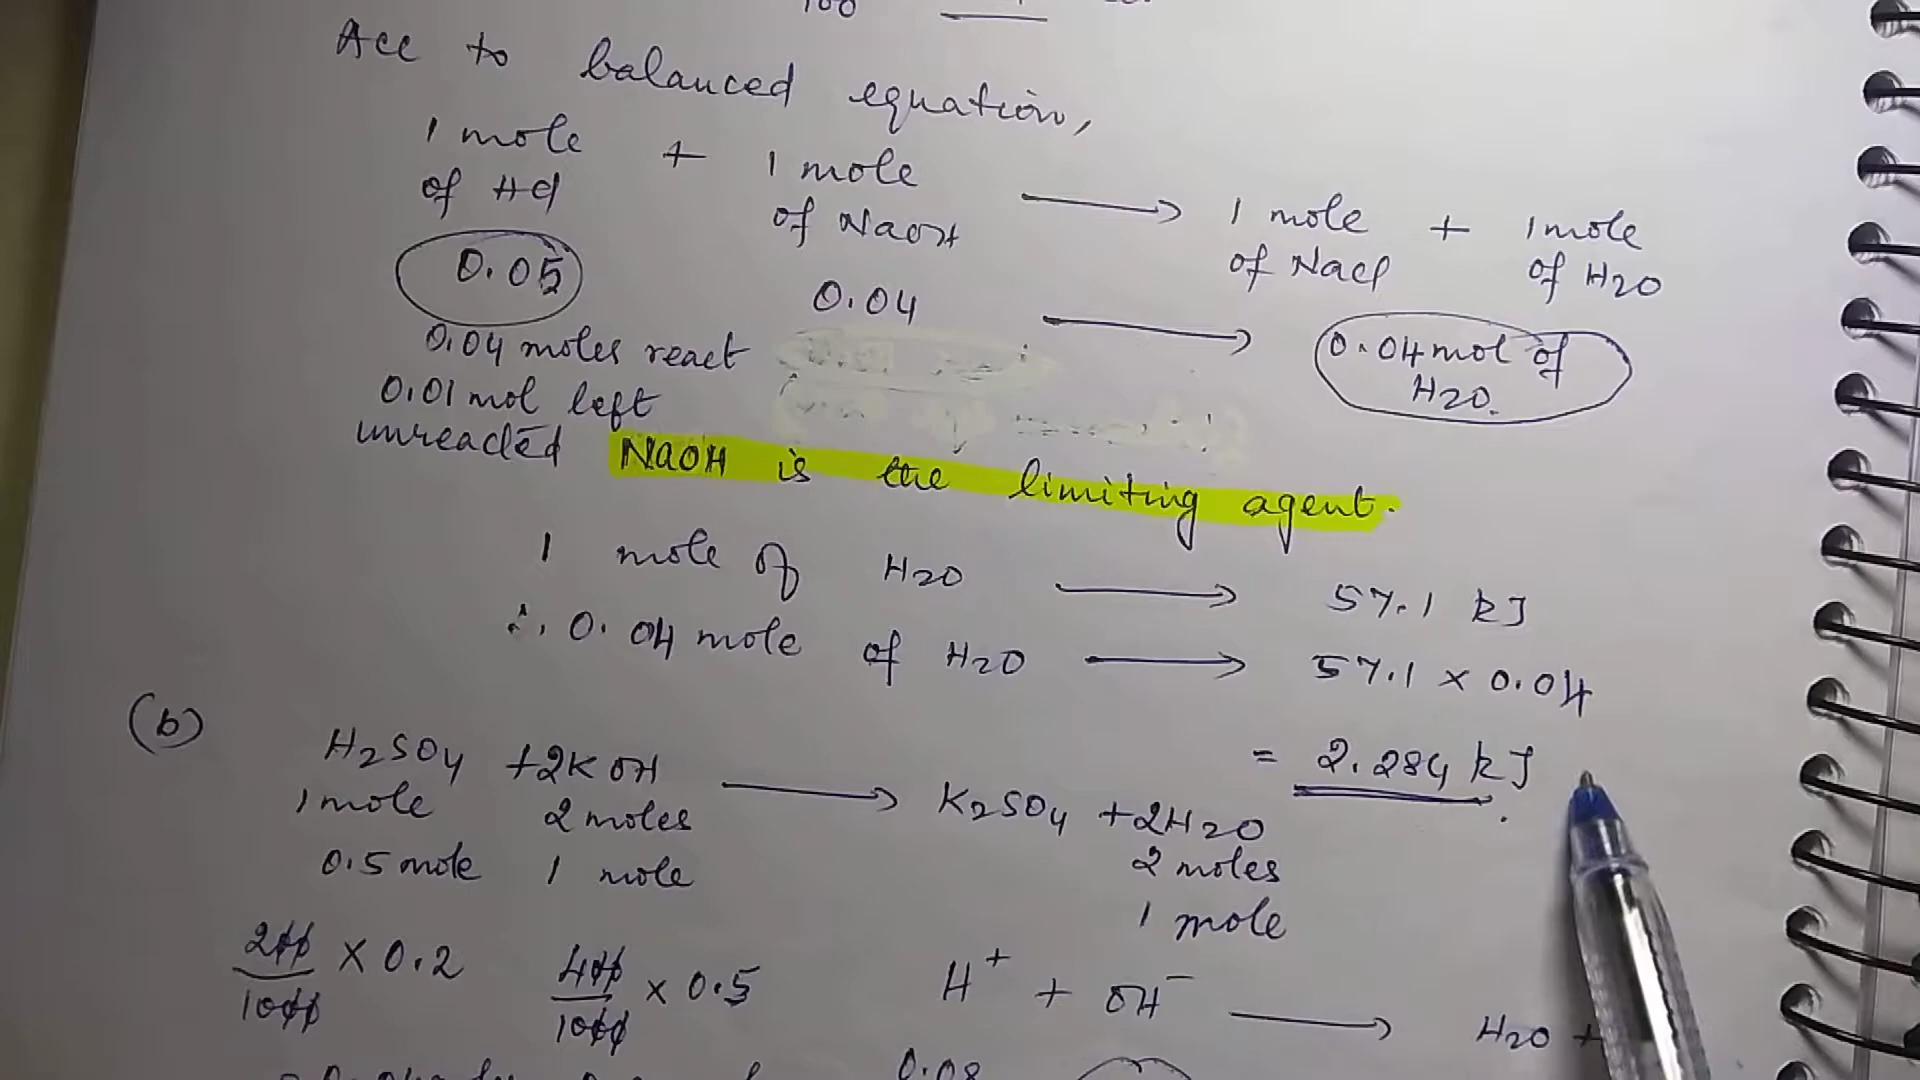 100
Acc to balanced equation,
1 mole of HCl + 1 mole of NaOH ⟶ 1 mole of NaCl + 1 mole of H2O
0.05 0.04 ⟶ 0.04 mol of H2O.
0.04 moles react
0.01 mol left
unreacted NaOH is the limiting agent.
1 mole of H2O ⟶ 57.1 kJ
∴ 0.04 mole of H2O ⟶ 57.1 × 0.04
= 2.284 kJ.
(b) H2SO4 + 2KOH ⟶ K2SO4 + 2H2O
1 mole 2 moles 2 moles
0.5 mole 1 mole 1 mole
200/1000 × 0.2 400/1000 × 0.5 H+ + OH− ⟶ H2O +
0.08